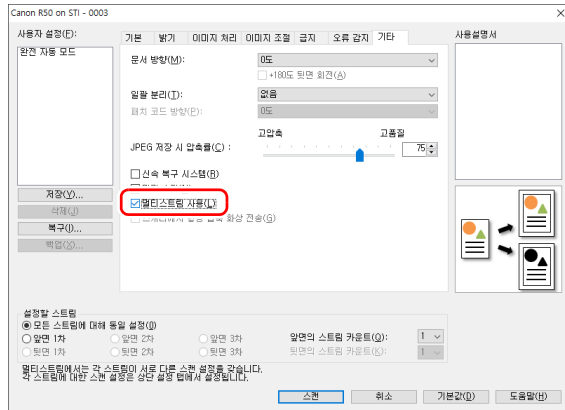 Canon R50 on STI - 0003
사용자 설정(F):
완전 자동 모드
저장(Y)...
삭제(J)
복구(I)...
백업(X)...
기본 밝기 이미지 처리 이미지 조절 급지 오류 감지 기타
문서 방향(M): 0도
+180도 뒷면 회전(A)
일괄 분리(T): 없음
패치 코드 방향(P): 0도
고압축 고품질
JPEG 저장 시 압축률(C) : 75
신속 복구 시스템(R)
멀티스트림 사용(L)
화상 전송(G)
사용설명서
설정할 스트림
모든 스트림에 대해 동일 설정(0)
앞면 1차 앞면 2차 앞면 3차 앞면의 스트림 카운트(Q): 1
뒷면 1차 뒷면 2차 뒷면 3차 뒷면의 스트림 카운트(K): 1
멀티스트림에서는 각 스트림이 서로 다른 스캔 설정을 갖습니다.
각 스트림에 대한 스캔 설정은 상단 설정 탭에서 설정됩니다.
스캔 취소 기본값(D) 도움말(H)